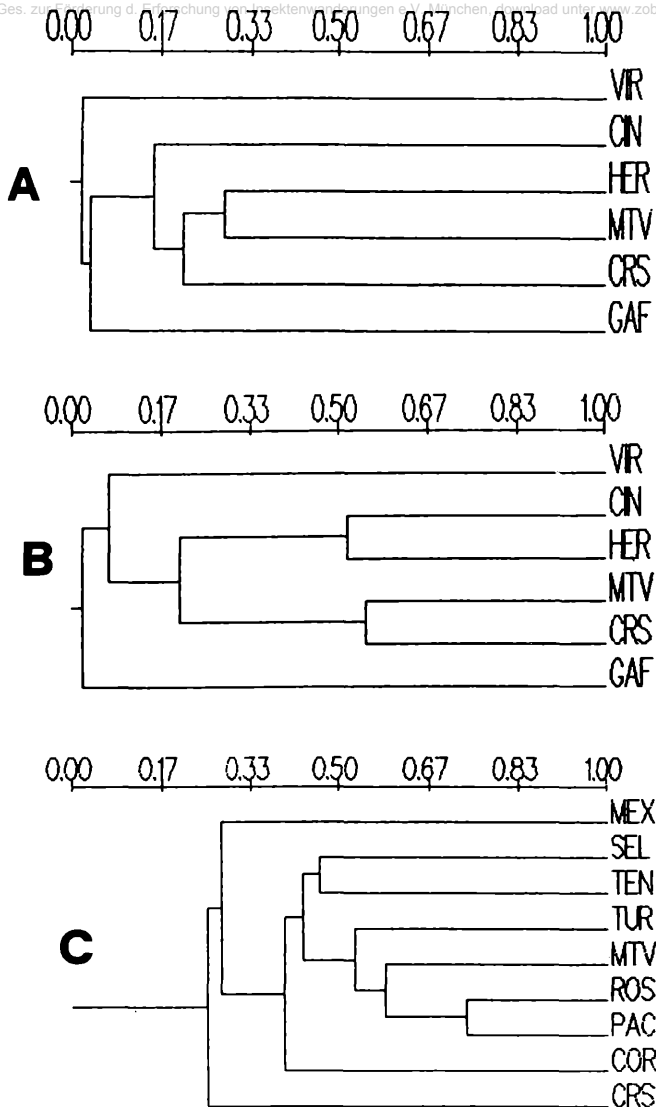 Ges. zur Förderung d. Erforschung von Insektenwanderungen e.V. München, download unter www.zob
0.00 0.17 0.33 0.50 0.67 0.83 1.00
VIR
CIN
A
HER
MTV
CRS
GAF
0.00 0.17 0.33 0.50 0.67 0.83 1.00
VIR
CIN
B
HER
MTV
CRS
GAF
0.00 0.17 0.33 0.50 0.67 0.83 1.00
MEX
SEL
TEN
TUR
C
MTV
ROS
PAC
COR
CRS